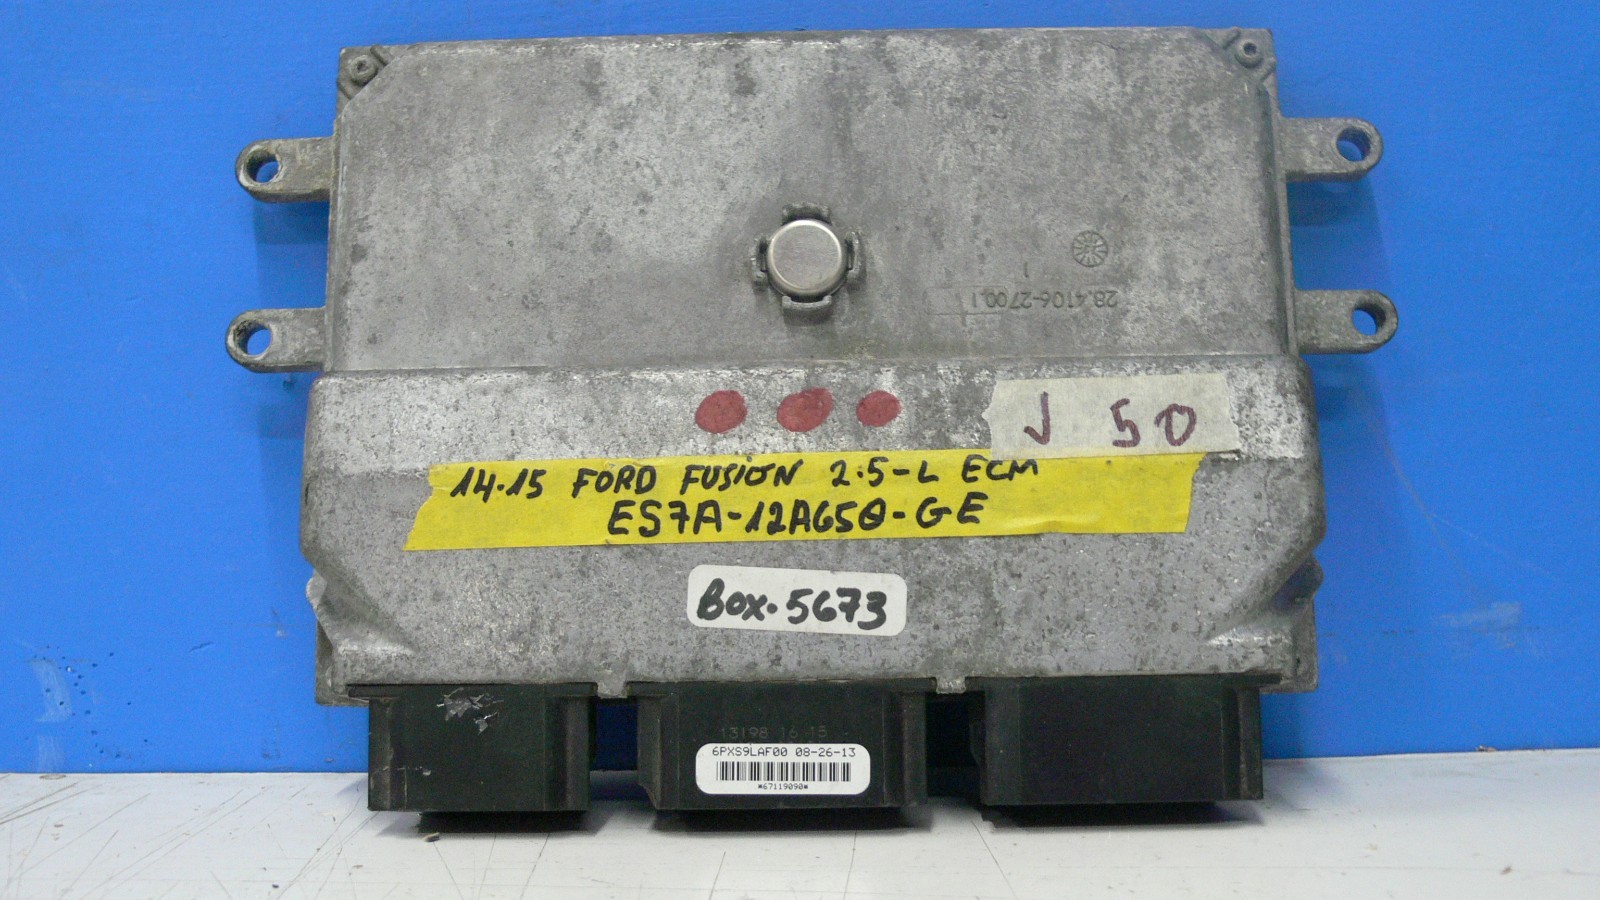 28.4106-2700.1
1
J 50
14.15 FORD FUSION 2.5-L ECM
ES7A-12A650-GE
Box.5673
13198 16 15
6PXS9LAF00 08-26-13
*67119090*